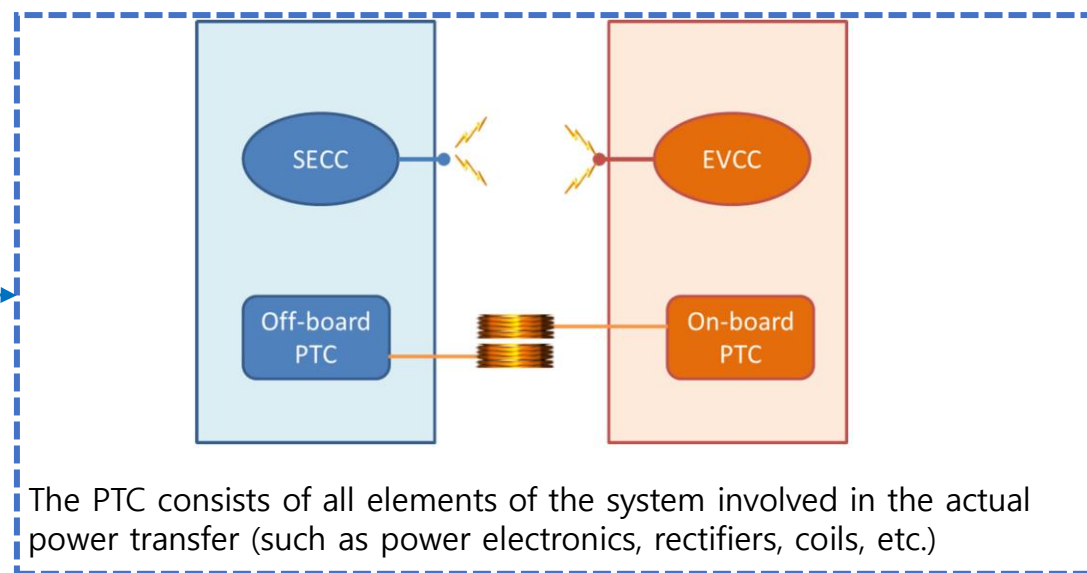 SECC
EVCC
Off-board
PTC
On-board
PTC
The PTC consists of all elements of the system involved in the actual
power transfer (such as power electronics, rectifiers, coils, etc.)